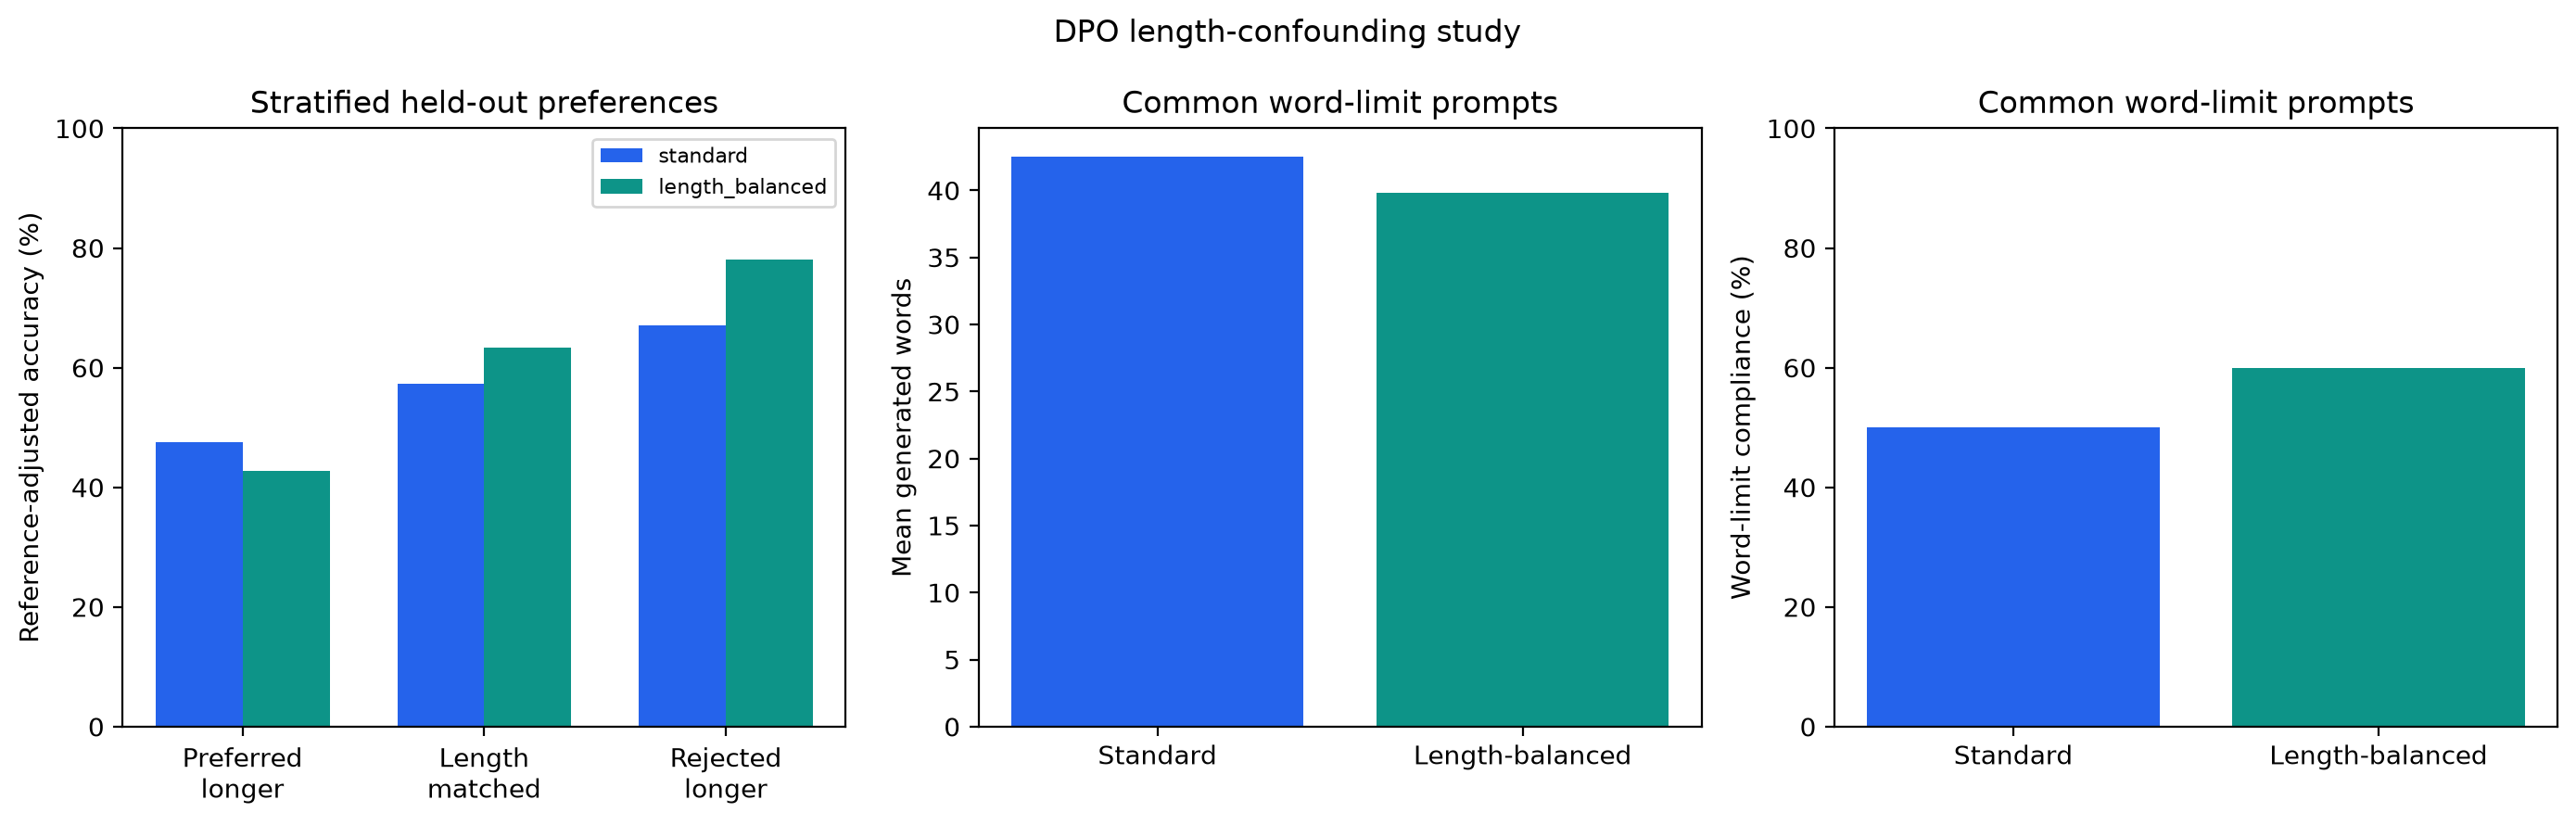 DPO length-confounding study
Stratified held-out preferences
Reference-adjusted accuracy (%)
100
80
60
40
20
0
standard
length_balanced
Preferred
longer
Length
matched
Rejected
longer
Common word-limit prompts
Mean generated words
40
35
30
25
20
15
10
5
0
Standard
Length-balanced
Common word-limit prompts
Word-limit compliance (%)
100
80
60
40
20
0
Standard
Length-balanced